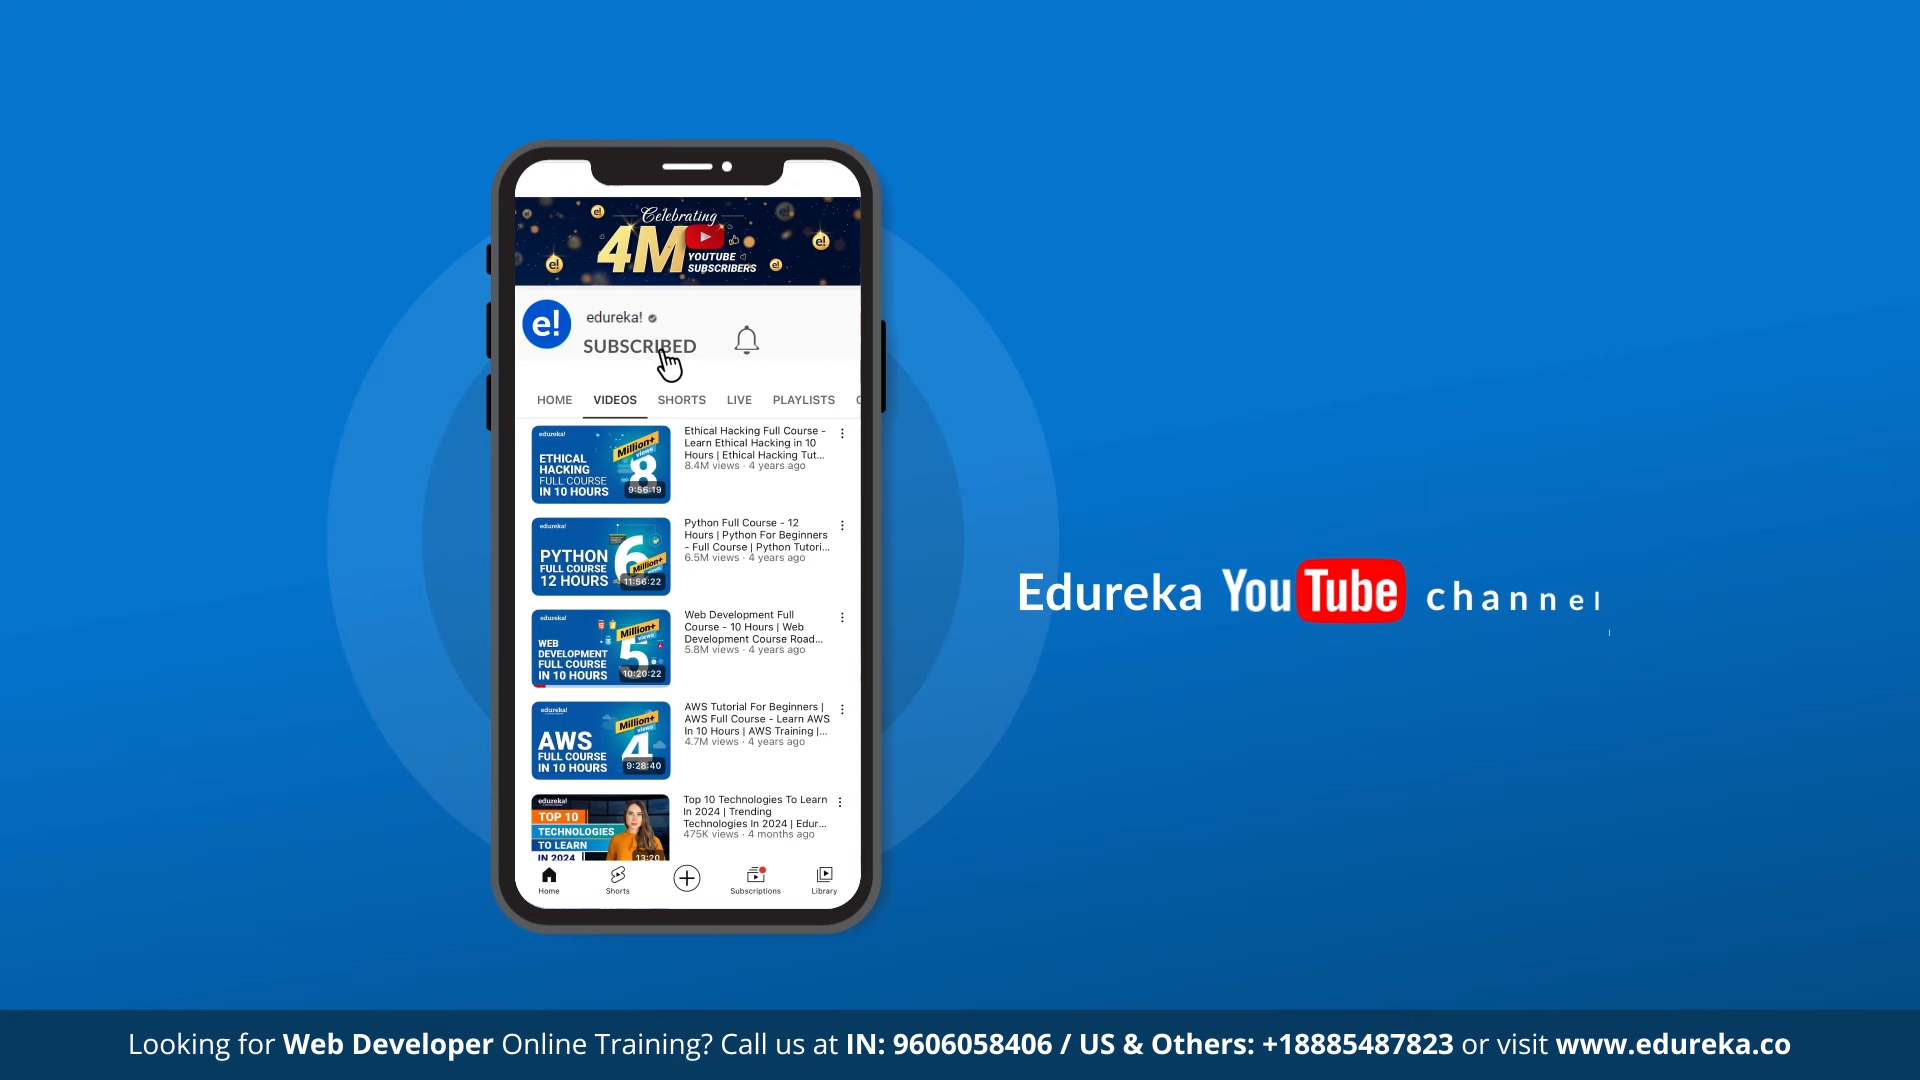 Celebrating
4M
YOUTUBE
SUBSCRIBERS
e!
edureka!
SUBSCRIBED
HOME VIDEOS SHORTS LIVE PLAYLISTS
edureka!
ETHICAL
HACKING
FULL COURSE
IN 10 HOURS
Million+
views
8
9:56:19
Ethical Hacking Full Course -
Learn Ethical Hacking in 10
Hours | Ethical Hacking Tut...
8.4M views · 4 years ago
edureka!
PYTHON
FULL COURSE
12 HOURS
6
Million+
11:56:22
Python Full Course - 12
Hours | Python For Beginners
- Full Course | Python Tutori...
6.5M views · 4 years ago
edureka!
WEB
DEVELOPMENT
FULL COURSE
IN 10 HOURS
Million+
views
5
10:20:22
Web Development Full
Course - 10 Hours | Web
Development Course Road...
5.8M views · 4 years ago
edureka!
AWS
FULL COURSE
IN 10 HOURS
Million+
views
4
9:28:40
AWS Tutorial For Beginners |
AWS Full Course - Learn AWS
In 10 Hours | AWS Training |...
4.7M views · 4 years ago
edureka!
TOP 10
TECHNOLOGIES
TO LEARN
IN 2024
13:20
Top 10 Technologies To Learn
In 2024 | Trending
Technologies In 2024 | Edur...
475K views · 4 months ago
Home Shorts Subscriptions Library
Edureka YouTube channel
Looking for Web Developer Online Training? Call us at IN: 9606058406 / US & Others: +18885487823 or visit www.edureka.co